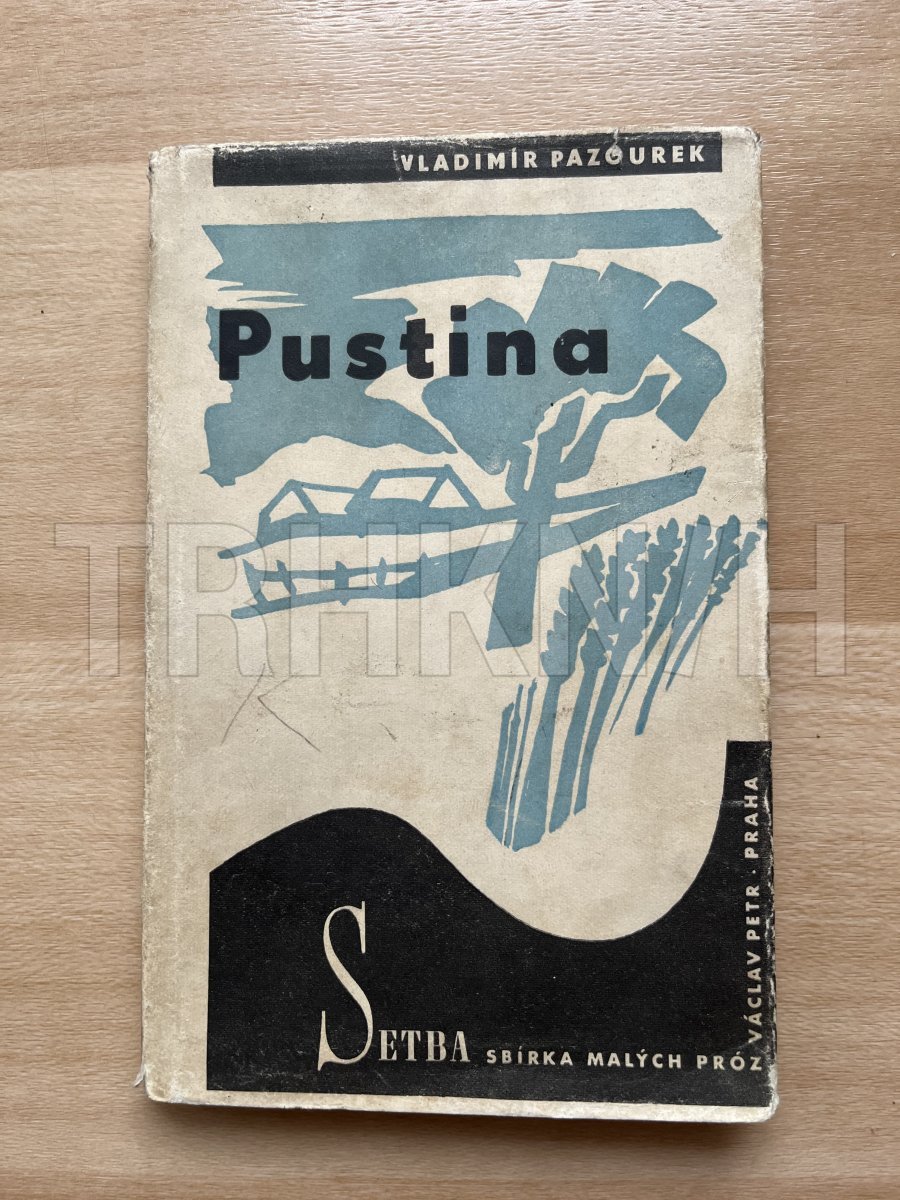 VLADIMÍR PAZOUREK
Pustina
TRHKNIH
SETBA SBÍRKA MALÝCH PRÓZ
VÁCLAV PETR · PRAHA